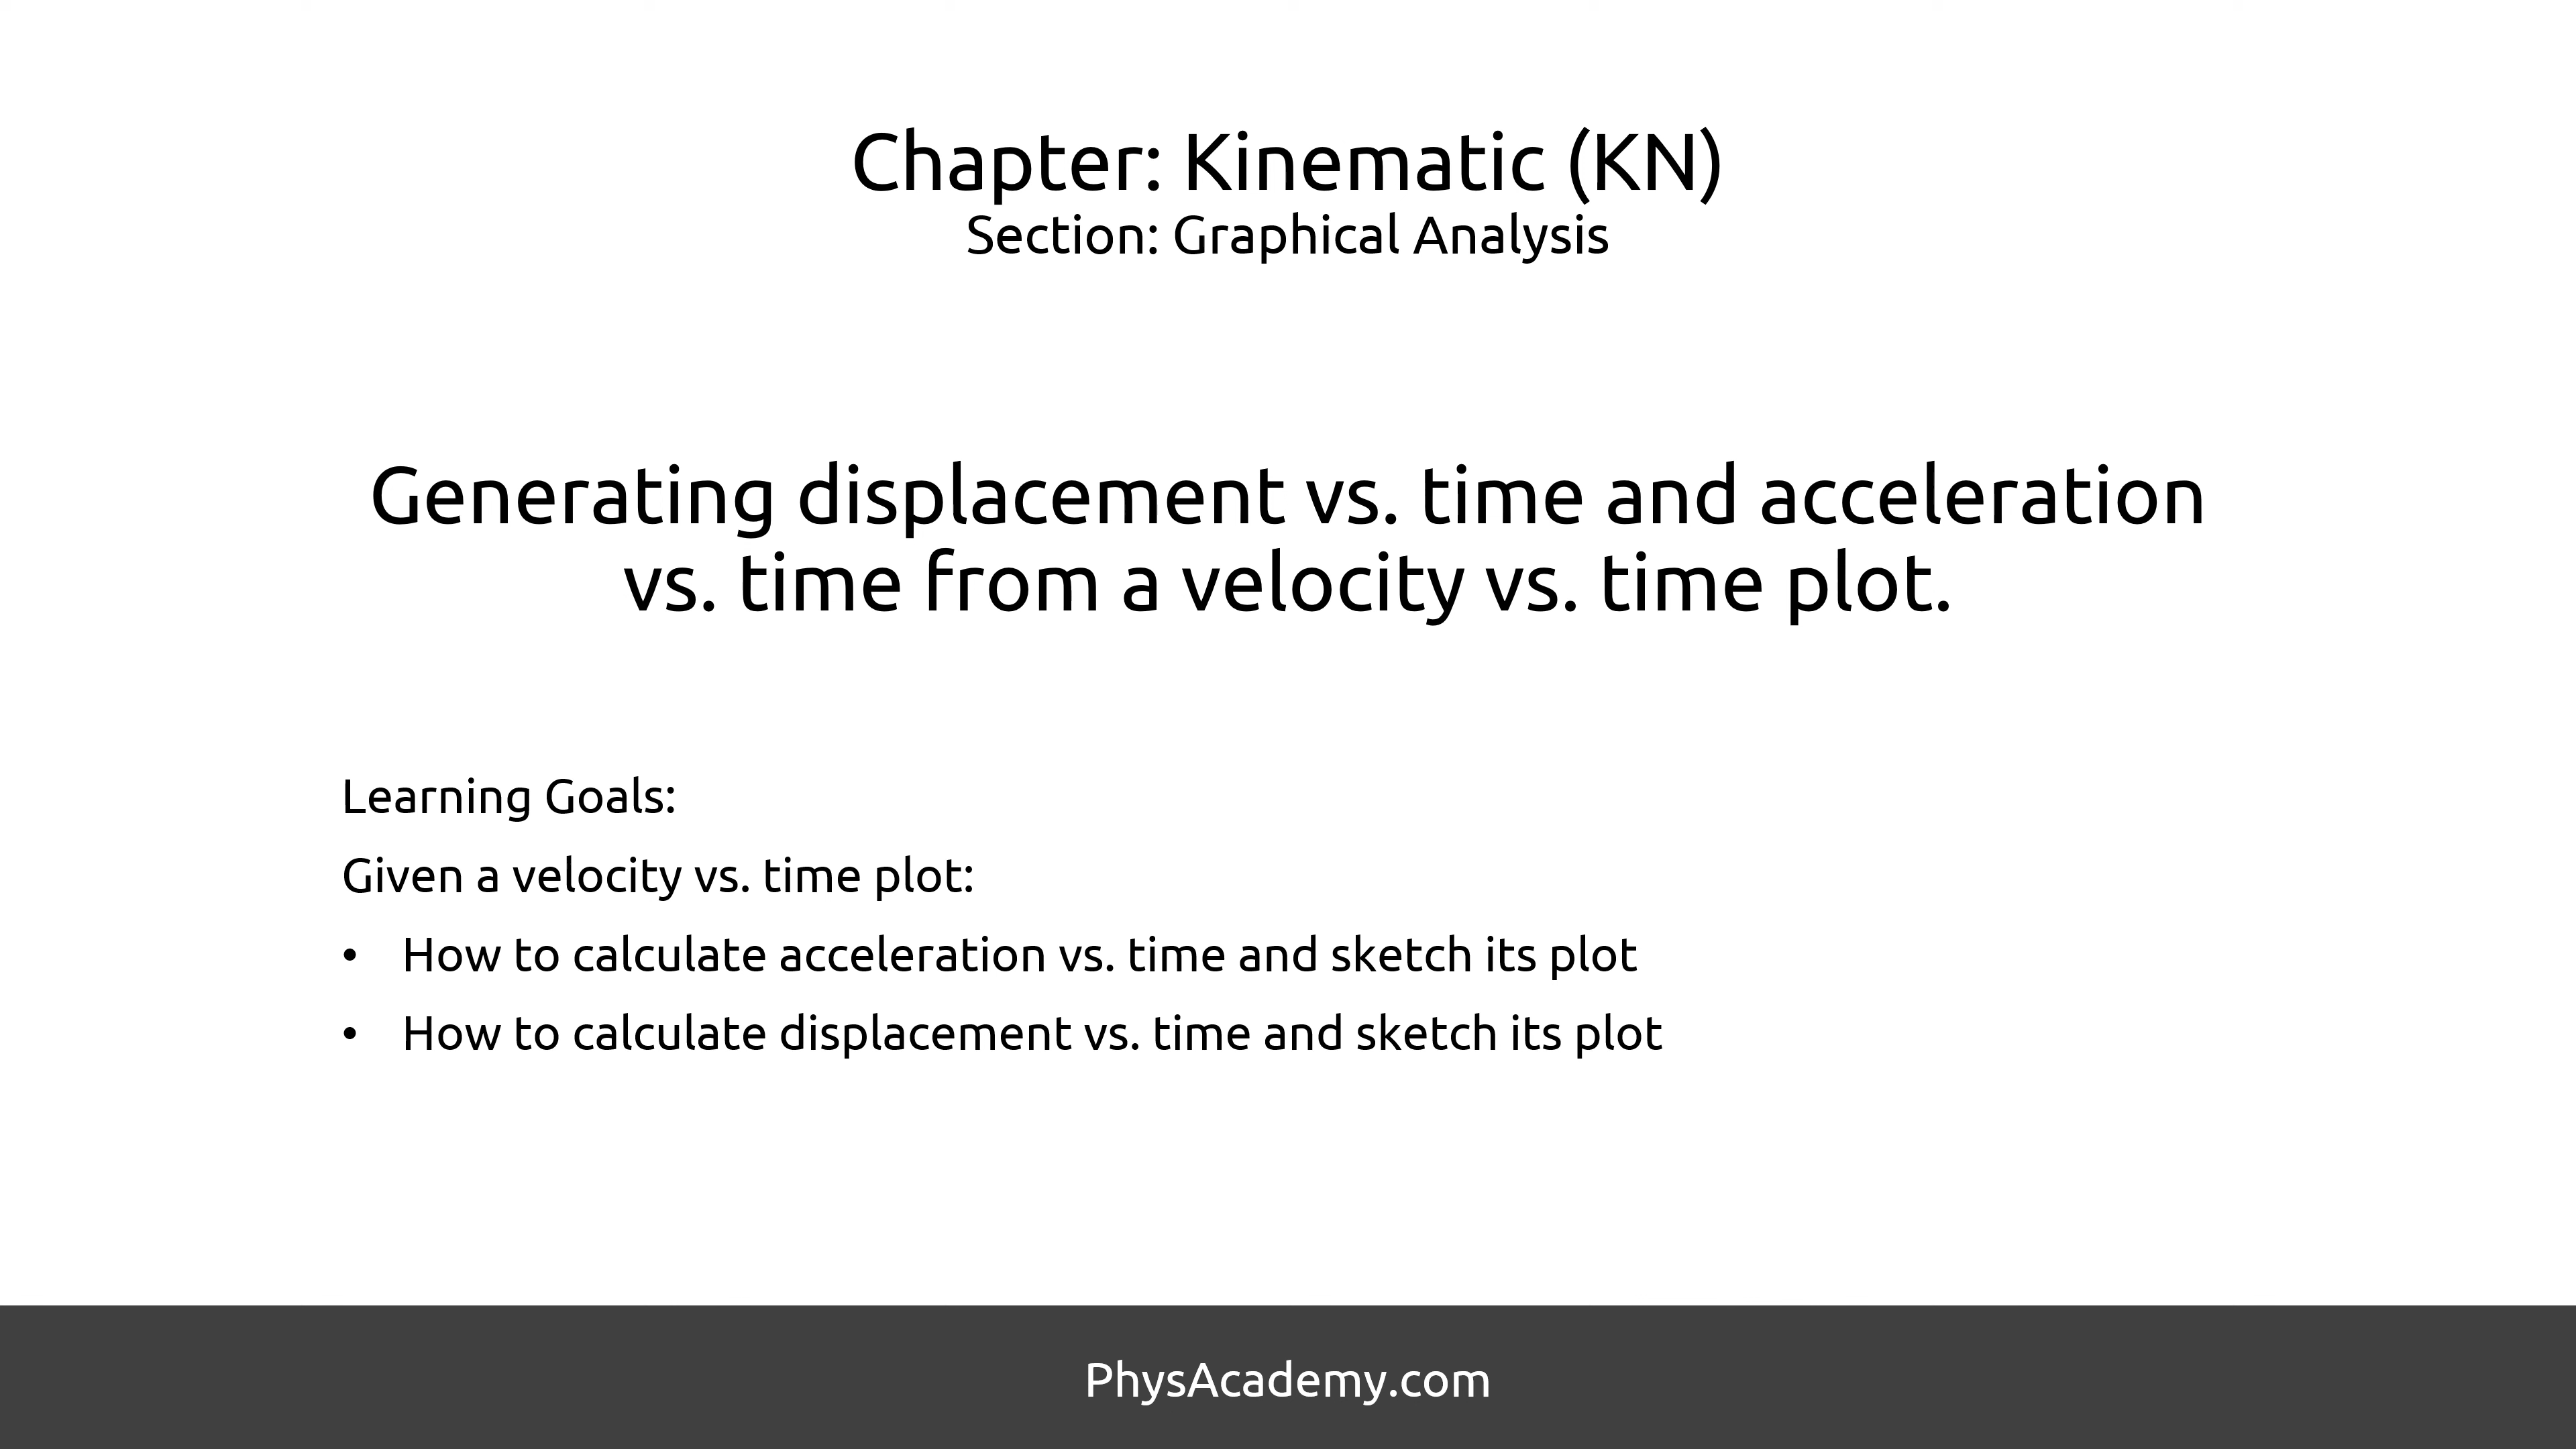 Chapter: Kinematic (KN)
Section: Graphical Analysis
Generating displacement vs. time and acceleration
vs. time from a velocity vs. time plot.
Learning Goals:
Given a velocity vs. time plot:
• How to calculate acceleration vs. time and sketch its plot
• How to calculate displacement vs. time and sketch its plot
PhysAcademy.com